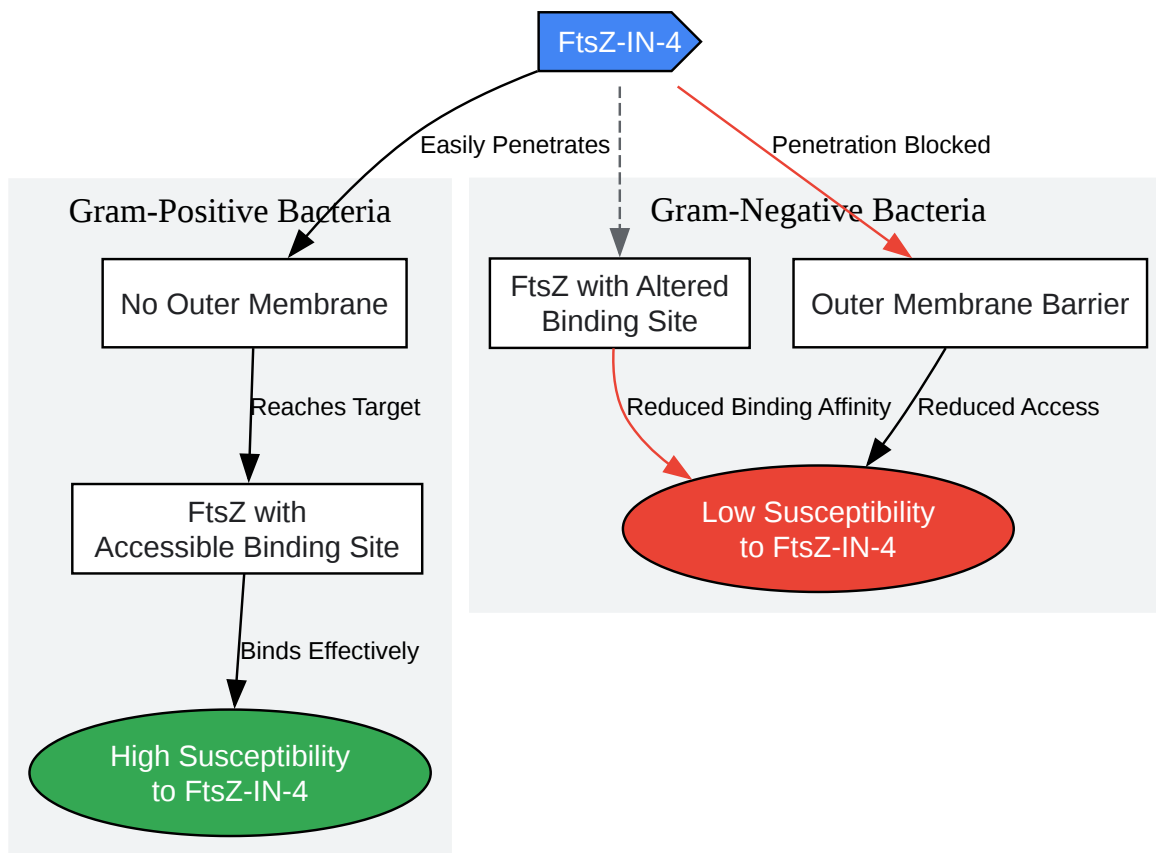 FtsZ-IN-4
Easily Penetrates
Penetration Blocked
Gram-Positive Bacteria
Gram-Negative Bacteria
No Outer Membrane
FtsZ with Altered
Binding Site
Outer Membrane Barrier
Reaches Target
Reduced Binding Affinity
Reduced Access
FtsZ with
Accessible Binding Site
Low Susceptibility
to FtsZ-IN-4
Binds Effectively
High Susceptibility
to FtsZ-IN-4